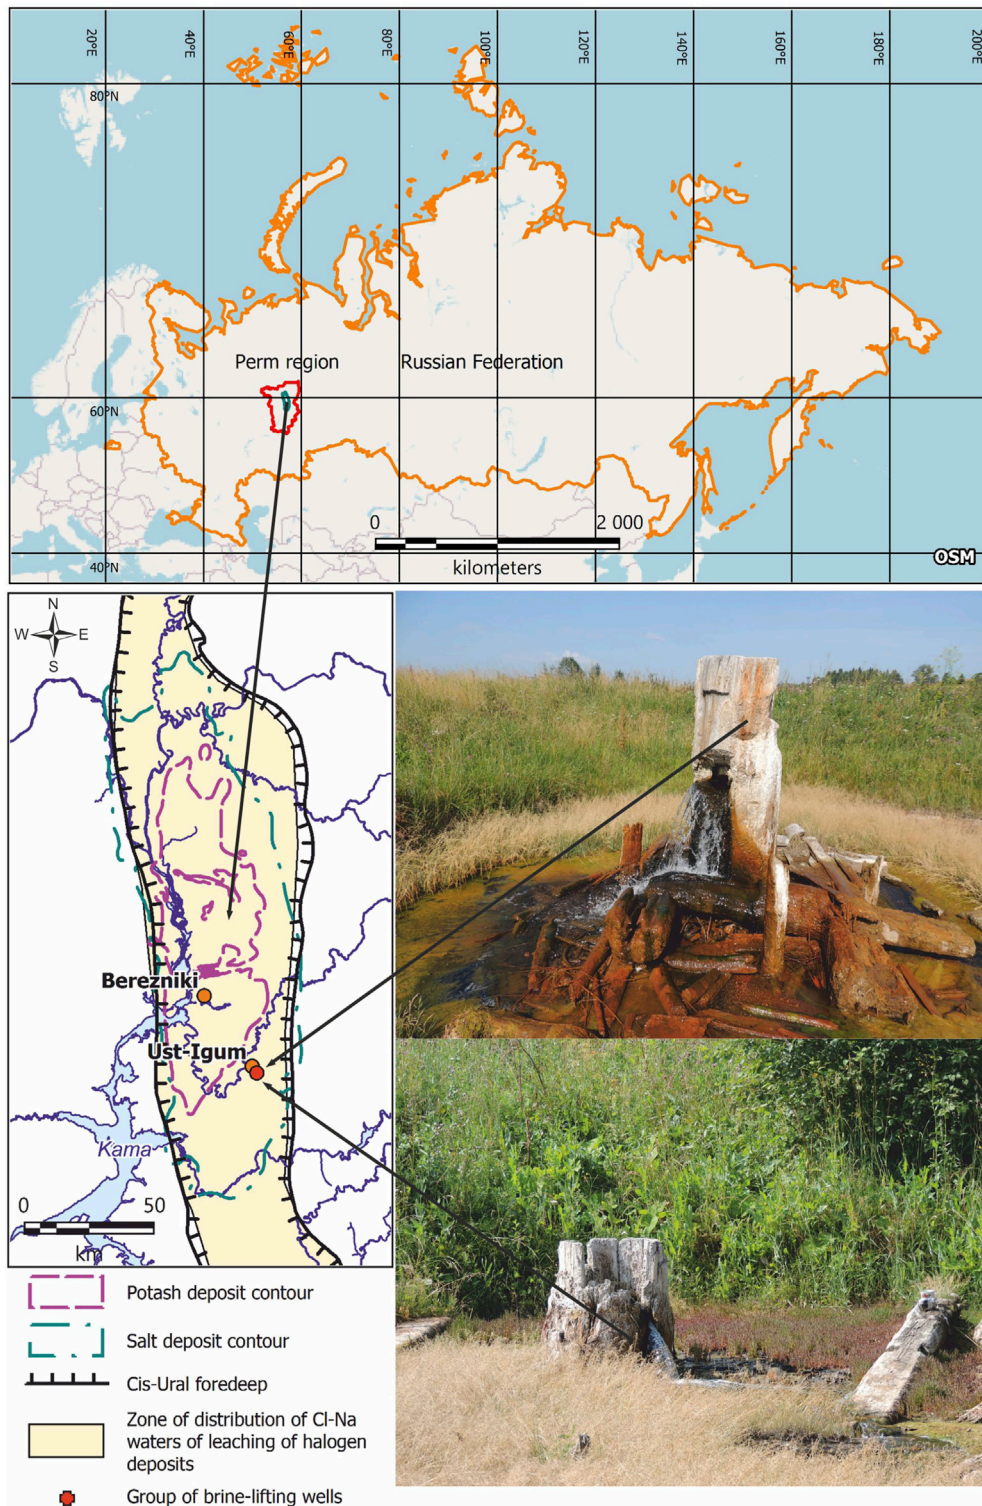 20°E
40°E
60°E
80°E
100°E
120°E
140°E
160°E
180°E
200°E
80°N
Perm region
Russian Federation
60°N
0
2 000
kilometers
40°N
OSM
N
W
E
S
Berezniki
Ust-Igum
Kama
0
50
km
Potash deposit contour
Salt deposit contour
Cis-Ural foredeep
Zone of distribution of Cl-Na
waters of leaching of halogen
deposits
Group of brine-lifting wells